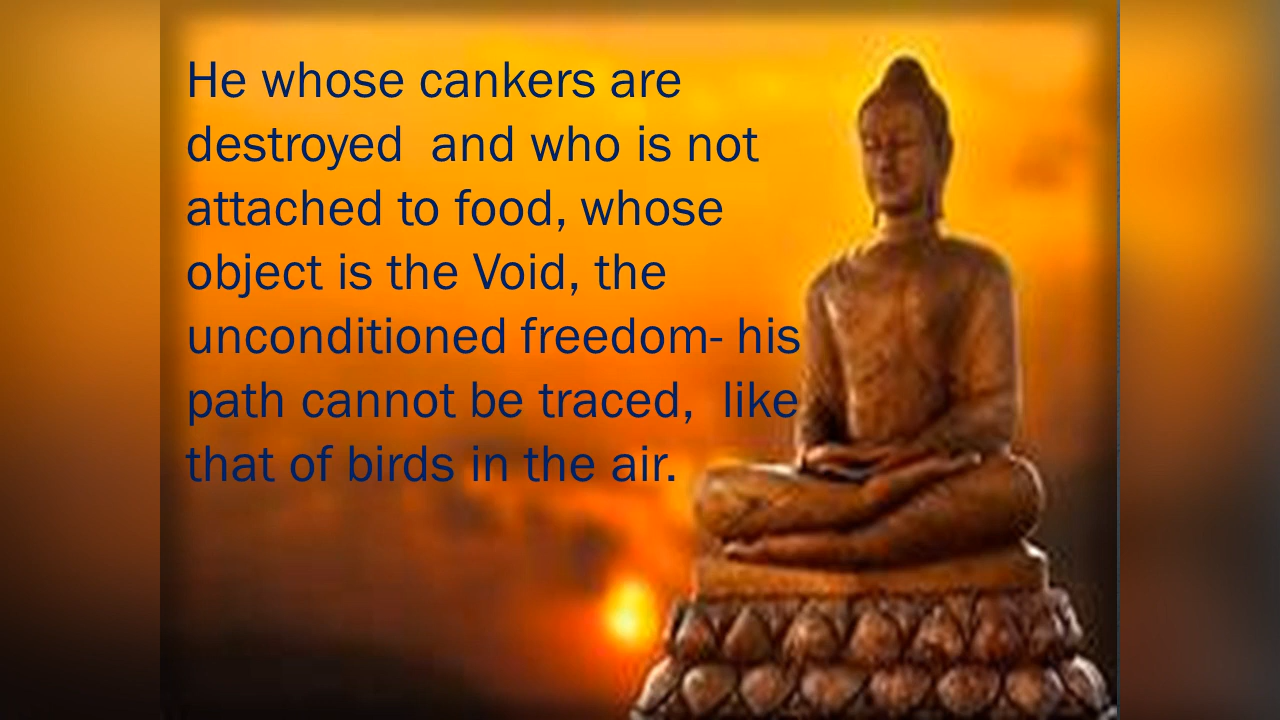 He whose cankers are
destroyed  and who is not
attached to food, whose
object is the Void, the
unconditioned freedom- his
path cannot be traced,  like
that of birds in the air.